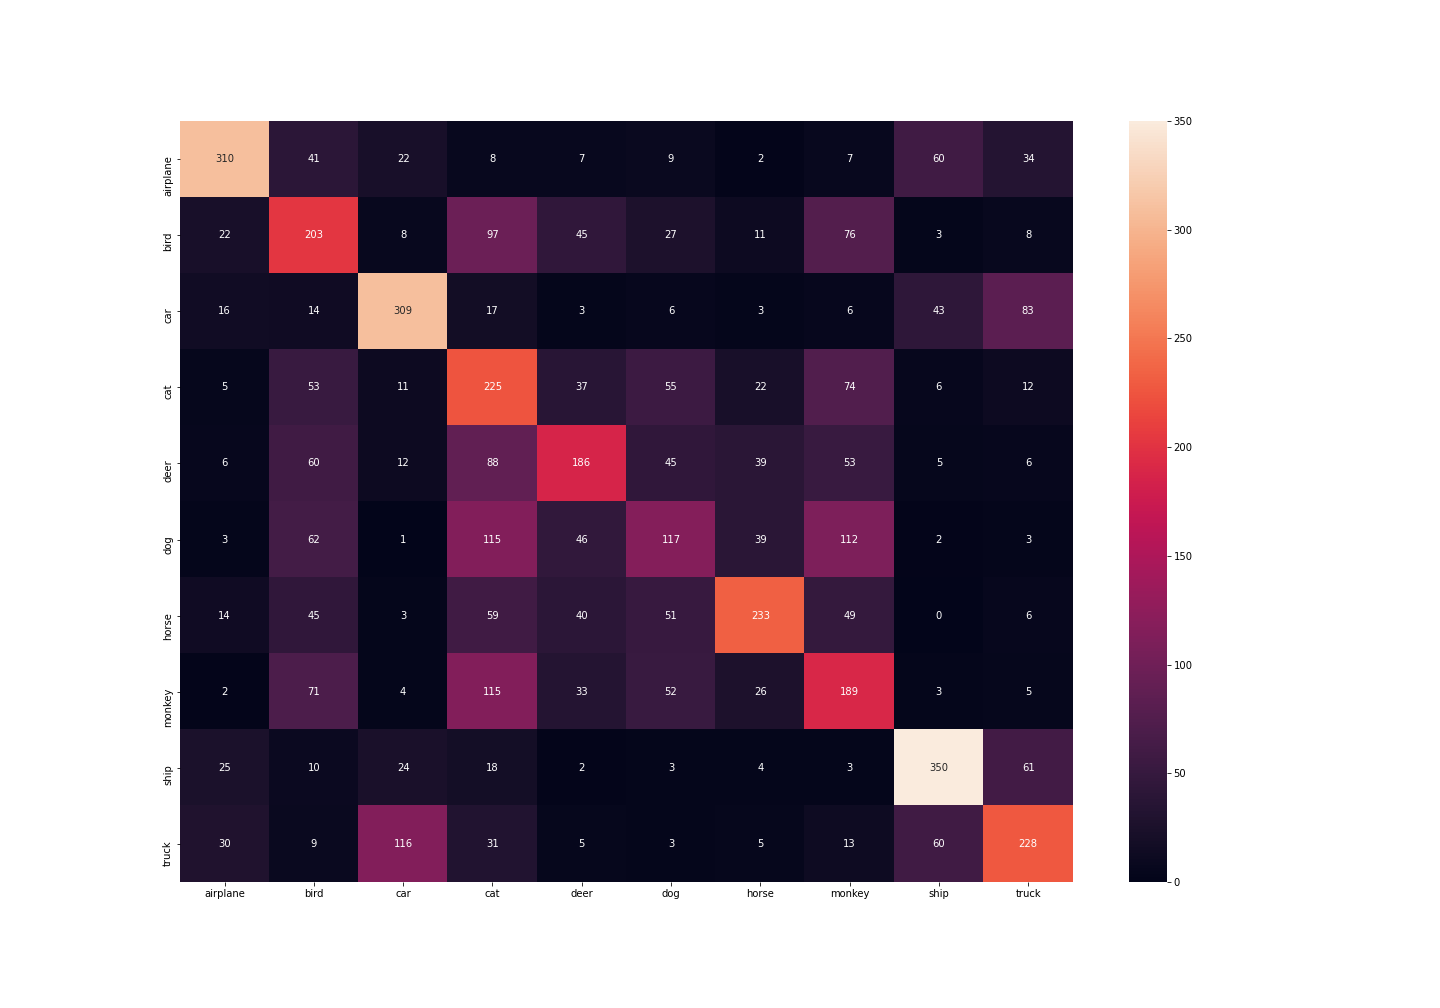 airplane 310 41 22 8 7 9 2 7 60 34
bird 22 203 8 97 45 27 11 76 3 8
car 16 14 309 17 3 6 3 6 43 83
cat 5 53 11 225 37 55 22 74 6 12
deer 6 60 12 88 186 45 39 53 5 6
dog 3 62 1 115 46 117 39 112 2 3
horse 14 45 3 59 40 51 233 49 0 6
monkey 2 71 4 115 33 52 26 189 3 5
ship 25 10 24 18 2 3 4 3 350 61
truck 30 9 116 31 5 3 5 13 60 228
airplane bird car cat deer dog horse monkey ship truck
350
300
250
200
150
100
50
0